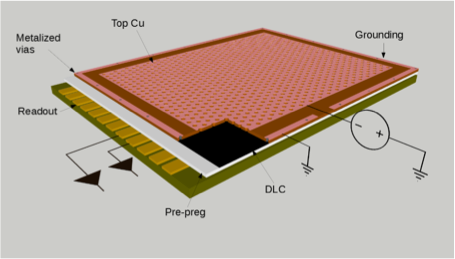 Top Cu
Metalized
vias
Grounding
Readout
−
+
DLC
Pre-preg